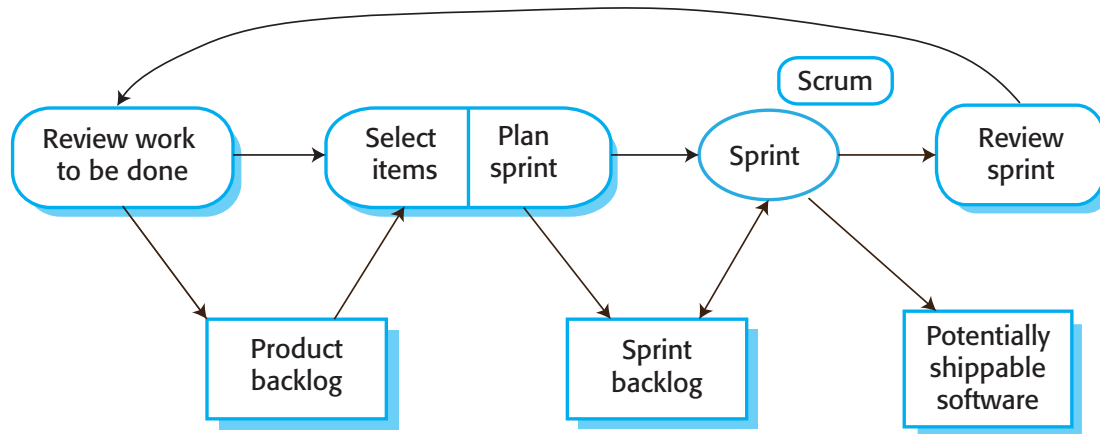 Scrum
Review work
to be done
Select
items
Plan
sprint
Sprint
Review
sprint
Product
backlog
Sprint
backlog
Potentially
shippable
software